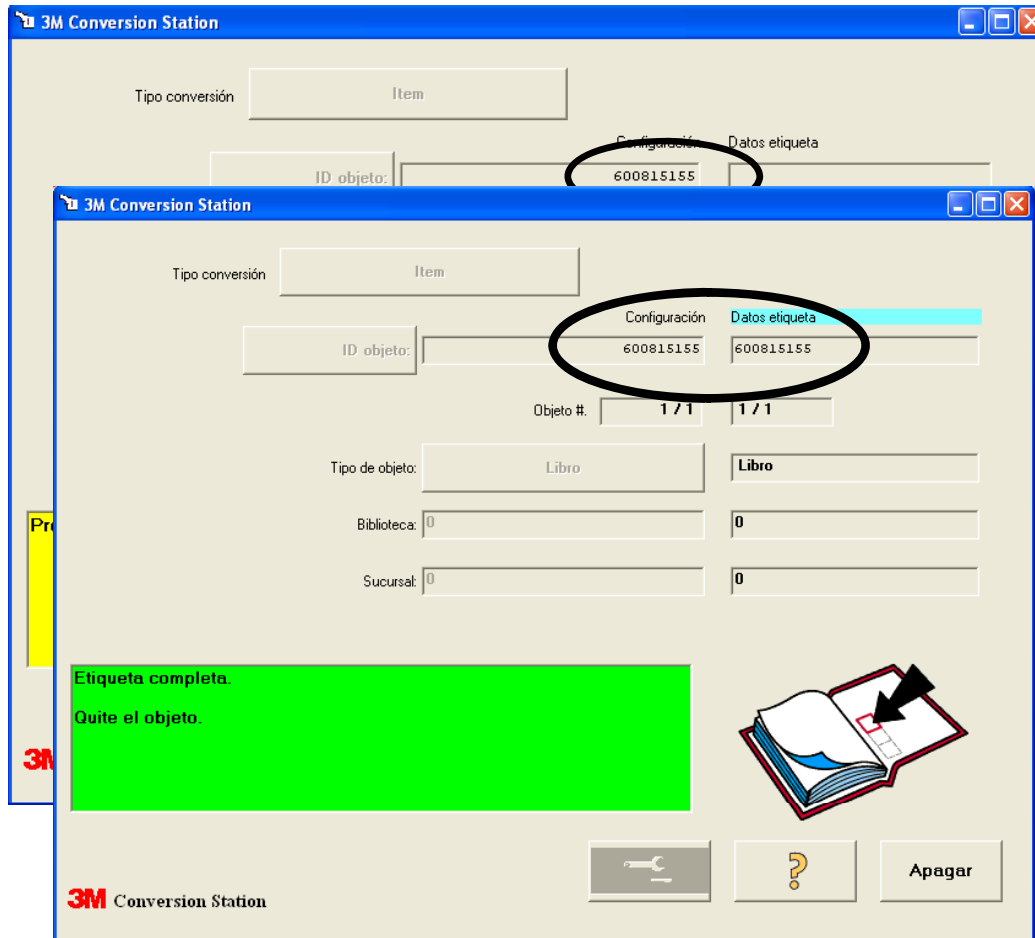 3M Conversion Station
Tipo conversión Item
Configuración Datos etiqueta
ID objeto: 600815155
3M Conversion Station
Tipo conversión Item
Configuración Datos etiqueta
ID objeto: 600815155 600815155
Objeto #. 1 / 1 1 / 1
Tipo de objeto: Libro Libro
Biblioteca: 0 0
Sucursal: 0 0
Etiqueta completa.
Quite el objeto.
? Apagar
3M Conversion Station